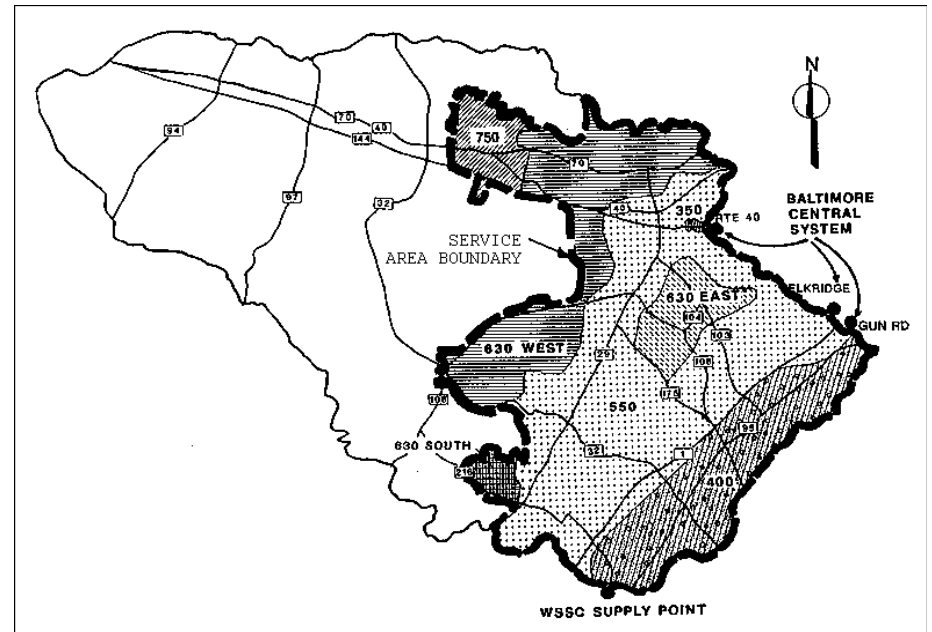 N
750
70
40
144
94
70
97
32
40
350
RTE 40
BALTIMORE
CENTRAL
SYSTEM
SERVICE
AREA BOUNDARY
630 EAST
ELKRIDGE
104
GUN RD
103
630 WEST
29
108
108
175
550
95
630 SOUTH
32
1
216
400
WSSC SUPPLY POINT